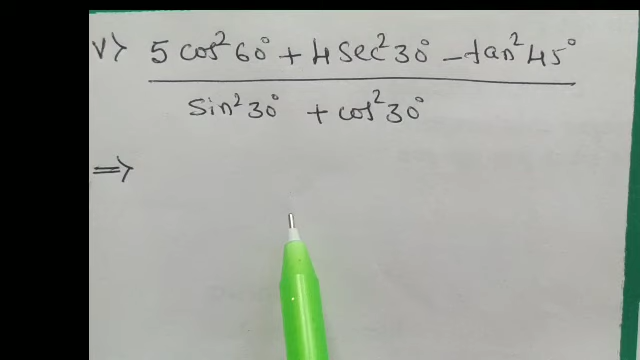 v> 5 cos²60° + 4 sec²30° - tan²45°
sin²30° + cos²30°
⇒